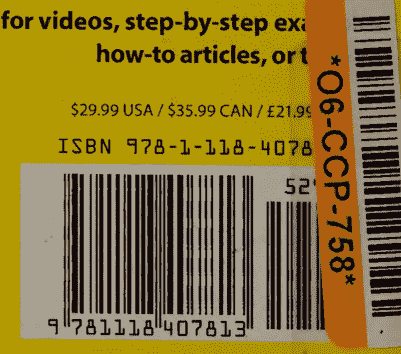 for videos, step-by-step
how-to articles, or
$29.99 USA / $35.99 CAN / £21.99
ISBN 978-1-118-4078
52
9 781118 407813
*O6-CCP-758*